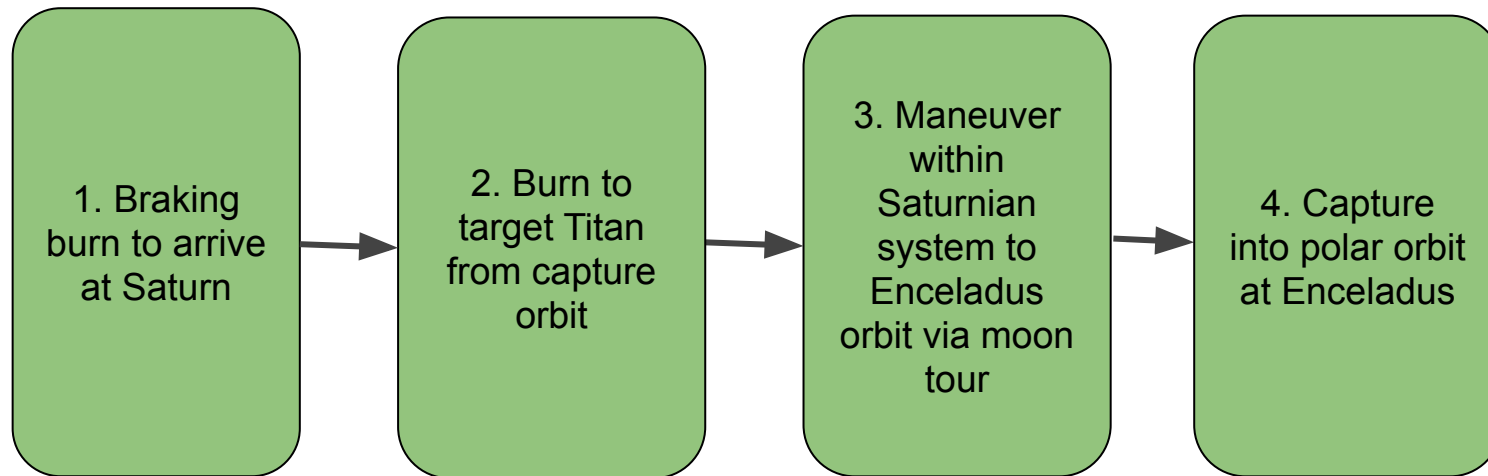 1. Braking
burn to arrive
at Saturn
2. Burn to
target Titan
from capture
orbit
3. Maneuver
within
Saturnian
system to
Enceladus
orbit via moon
tour
4. Capture
into polar orbit
at Enceladus